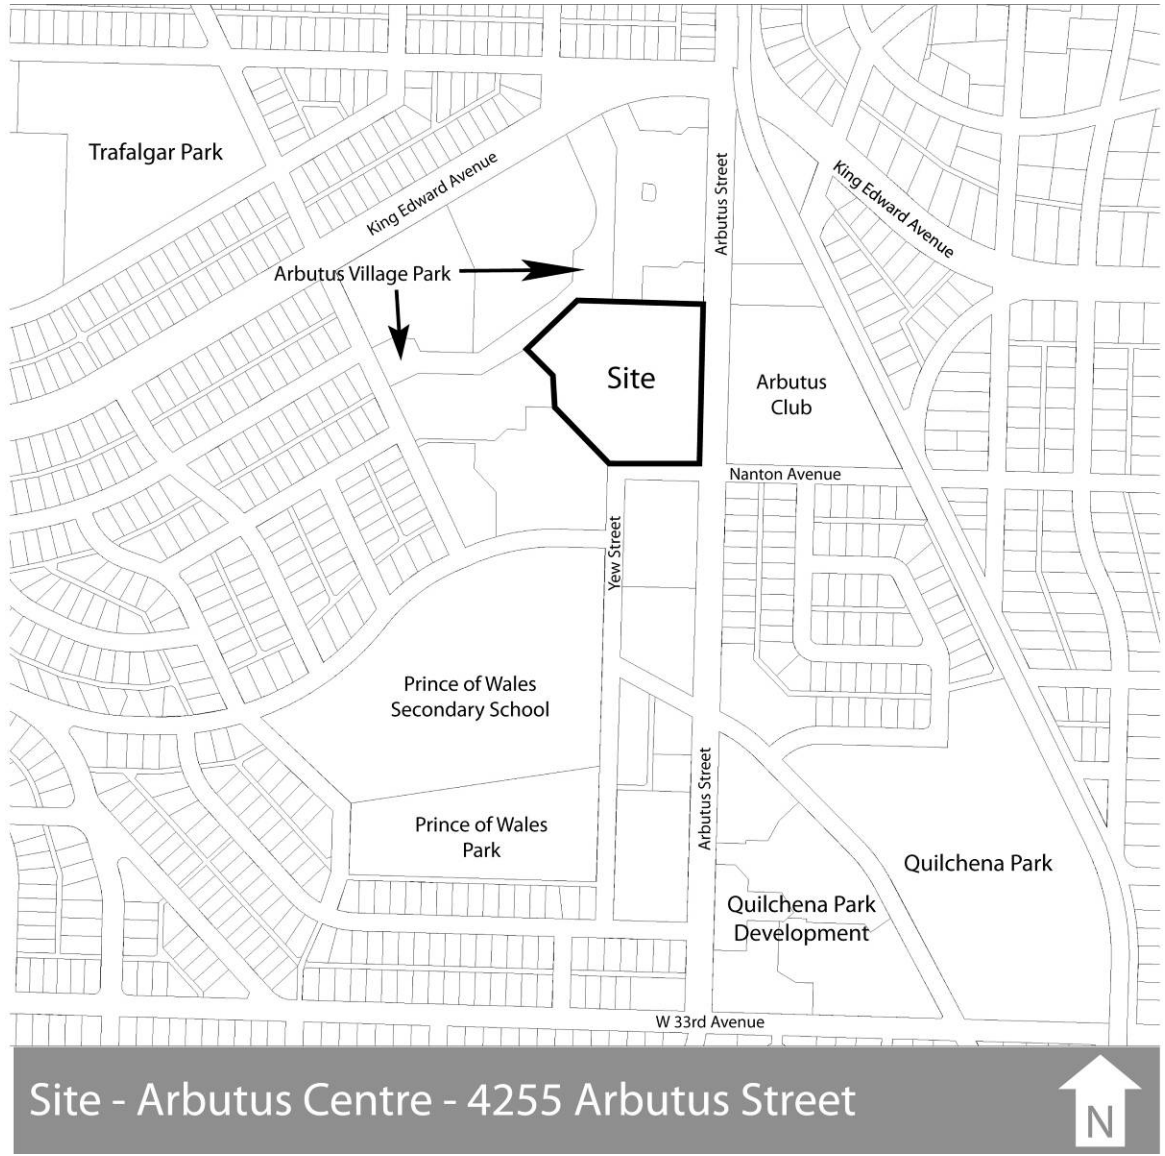 Trafalgar Park
King Edward Avenue
Arbutus Street
King Edward Avenue
Arbutus Village Park
Site
Arbutus
Club
Nanton Avenue
Yew Street
Prince of Wales
Secondary School
Arbutus Street
Prince of Wales
Park
Quilchena Park
Quilchena Park
Development
W 33rd Avenue
Site - Arbutus Centre - 4255 Arbutus Street
N